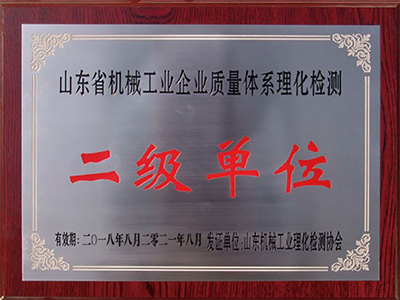 山东省机械工业企业质量体系理化检测
二级单位
有效期:二〇一八年八月二零二一年八月 发证单位:山东机械工业理化检测协会